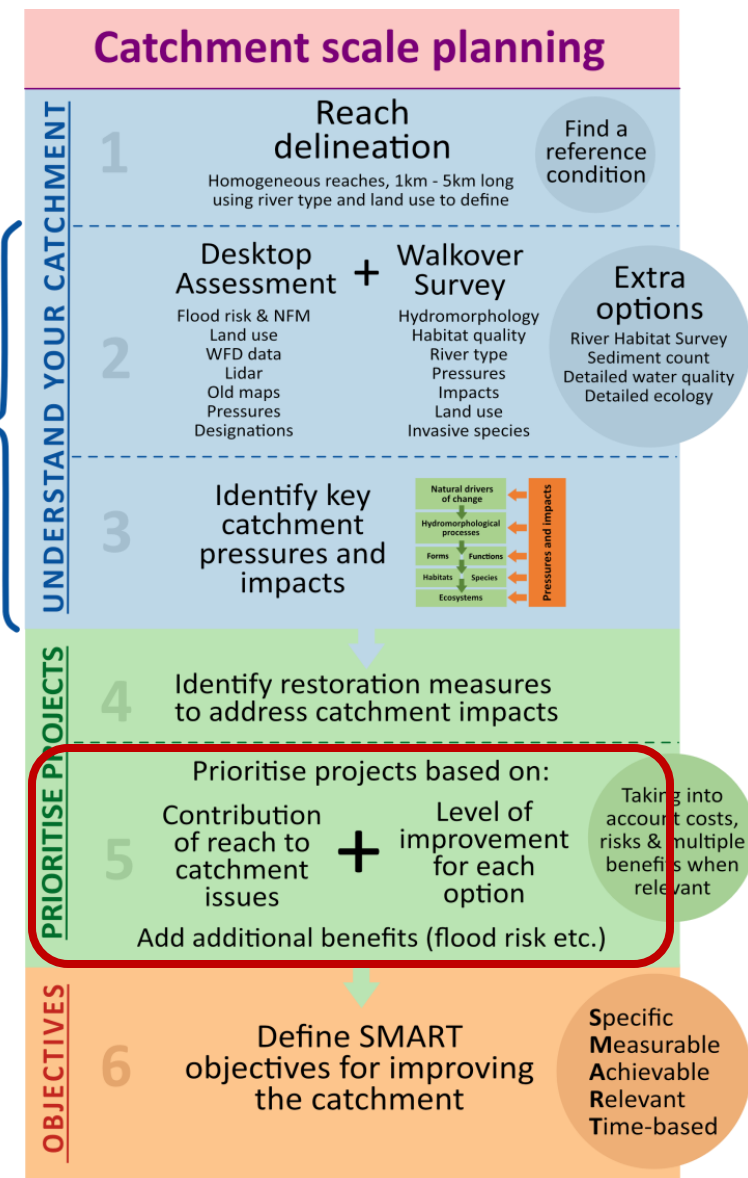 Catchment scale planning
UNDERSTAND YOUR CATCHMENT
1
Reach
delineation
Homogeneous reaches, 1km - 5km long
using river type and land use to define
Find a
reference
condition
2
Desktop
Assessment
Flood risk & NFM
Land use
WFD data
Lidar
Old maps
Pressures
Designations
+
Walkover
Survey
Hydromorphology
Habitat quality
River type
Pressures
Impacts
Land use
Invasive species
Extra
options
River Habitat Survey
Sediment count
Detailed water quality
Detailed ecology
3
Identify key
catchment
pressures and
impacts
Natural drivers
of change
Hydromorphological
processes
Forms Functions
Habitats Species
Ecosystems
Pressures and impacts
PRIORITISE PROJECTS
4
Identify restoration measures
to address catchment impacts
5
Prioritise projects based on:
Contribution
of reach to
catchment
issues
+
Level of
improvement
for each
option
Add additional benefits (flood risk etc.)
Taking into
account costs,
risks & multiple
benefits when
relevant
OBJECTIVES
6
Define SMART
objectives for improving
the catchment
Specific
Measurable
Achievable
Relevant
Time-based